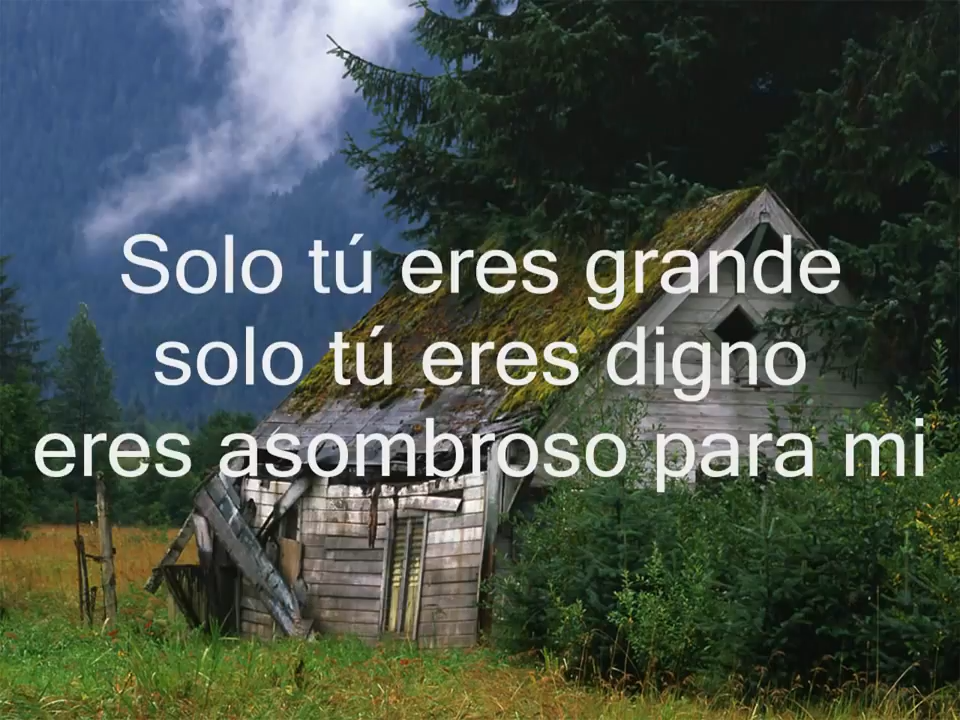 Solo tú eres grande
solo tú eres digno
eres asombroso para mi